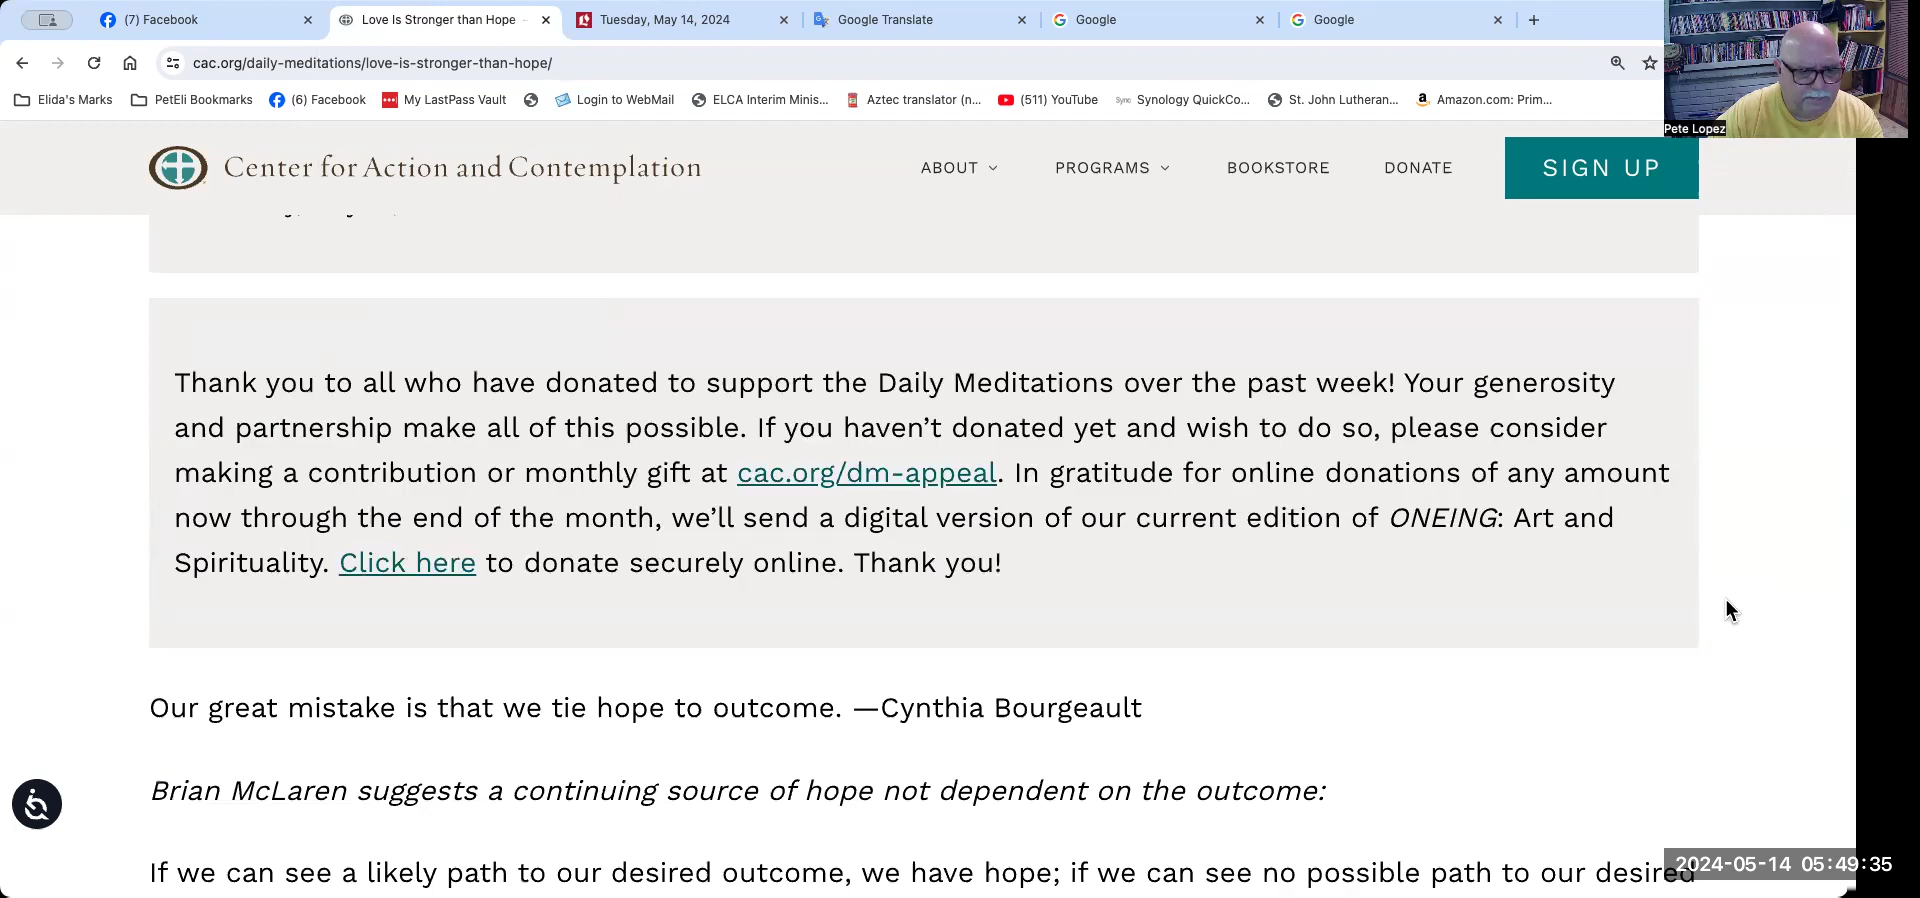 (7) Facebook
Love Is Stronger than Hope
Tuesday, May 14, 2024
Google Translate
Google
Google
cac.org/daily-meditations/love-is-stronger-than-hope/
Elida's Marks
PetEli Bookmarks
(6) Facebook
My LastPass Vault
Login to WebMail
ELCA Interim Minis...
Aztec translator (n...
(511) YouTube
Sync
Synology QuickCo...
St. John Lutheran...
Amazon.com: Prim...
Pete Lopez
Center for Action and Contemplation
ABOUT
PROGRAMS
BOOKSTORE
DONATE
SIGN UP
Thank you to all who have donated to support the Daily Meditations over the past week! Your generosity
and partnership make all of this possible. If you haven’t donated yet and wish to do so, please consider
making a contribution or monthly gift at cac.org/dm-appeal. In gratitude for online donations of any amount
now through the end of the month, we’ll send a digital version of our current edition of ONEING: Art and
Spirituality. Click here to donate securely online. Thank you!
Our great mistake is that we tie hope to outcome. —Cynthia Bourgeault
Brian McLaren suggests a continuing source of hope not dependent on the outcome:
If we can see a likely path to our desired outcome, we have hope; if we can see no possible path to our desired
2024-05-14 05:49:35